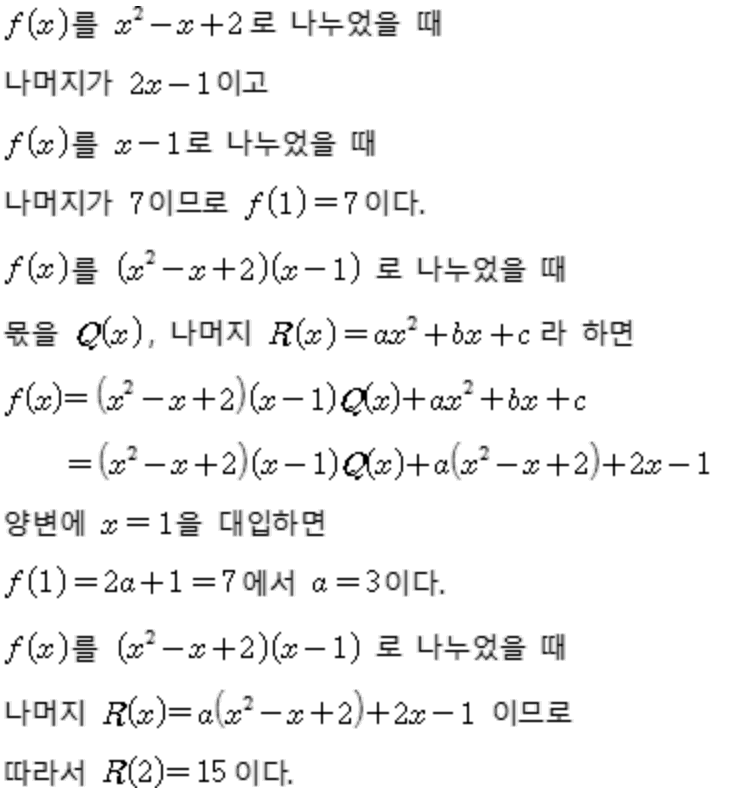 f(x)를 x²-x+2로 나누었을 때
나머지가 2x-1이고
f(x)를 x-1로 나누었을 때
나머지가 7이므로 f(1)=7이다.
f(x)를 (x²-x+2)(x-1) 로 나누었을 때
몫을 Q(x), 나머지 R(x)=ax²+bx+c 라 하면
f(x)=(x²-x+2)(x-1)Q(x)+ax²+bx+c
=(x²-x+2)(x-1)Q(x)+a(x²-x+2)+2x-1
양변에 x=1을 대입하면
f(1)=2a+1=7에서 a=3이다.
f(x)를 (x²-x+2)(x-1) 로 나누었을 때
나머지 R(x)=a(x²-x+2)+2x-1 이므로
따라서 R(2)=15이다.